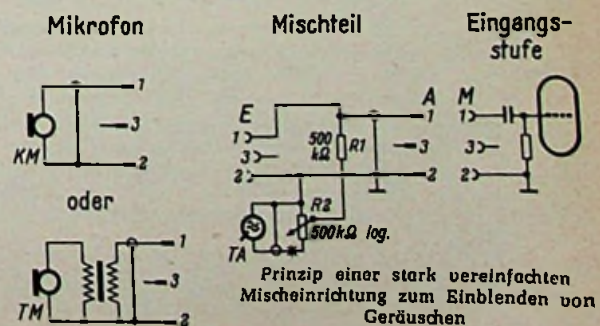 Mikrofon
KM
1
3
2
oder
TM
1
3
2
Mischteil
E
1
3
2
500
kΩ
R1
A
1
3
2
R2
500kΩ log.
TA
Eingangs-
stufe
M
1
3
2
Prinzip einer stark vereinfachten
Mischeinrichtung zum Einblenden von
Geräuschen